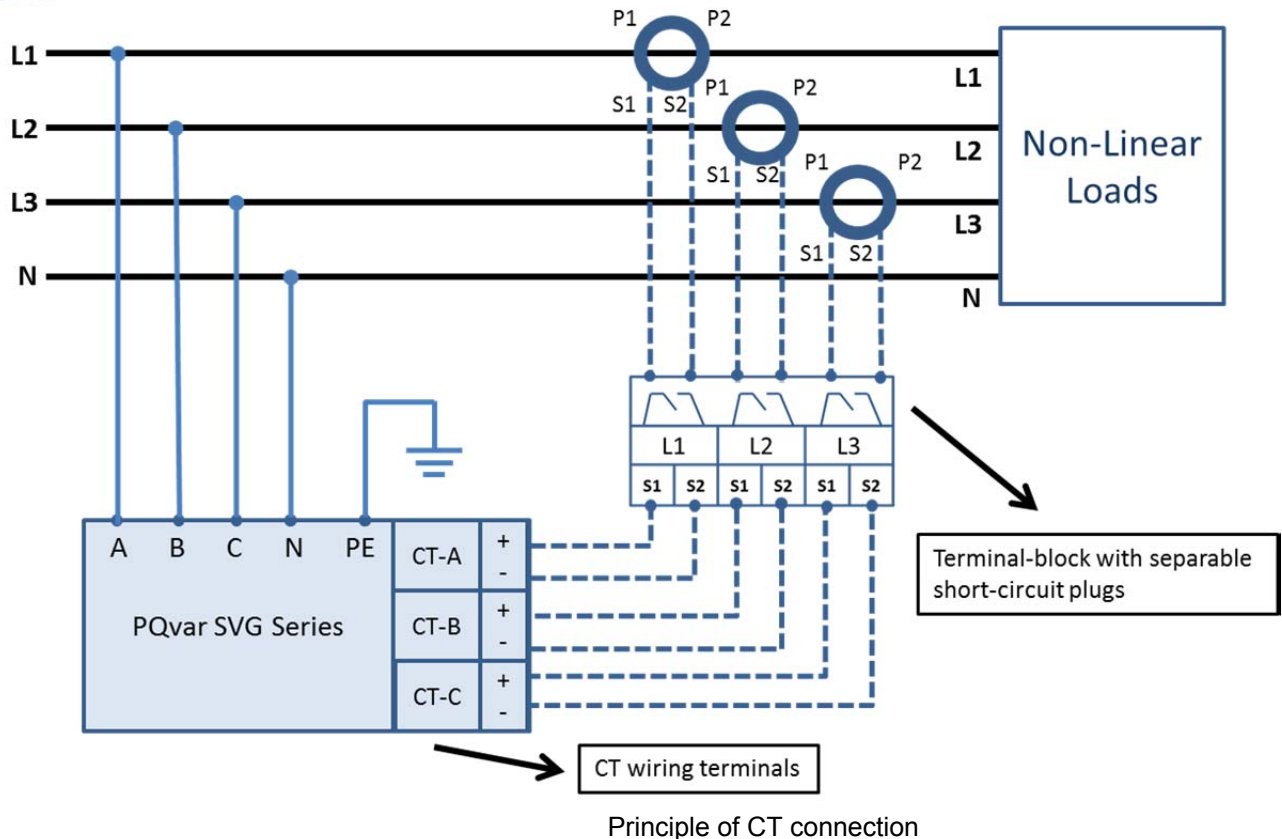 P1 P2
L1
L1
S1 S2 P1 P2
L2
L2
S1 S2 P1 P2
L3
L3
S1 S2
N
N
Non-Linear
Loads
L1 L2 L3
S1 S2 S1 S2 S1 S2
A B C N PE
CT-A + -
PQvar SVG Series
CT-B + -
CT-C + -
Terminal-block with separable
short-circuit plugs
CT wiring terminals
Principle of CT connection